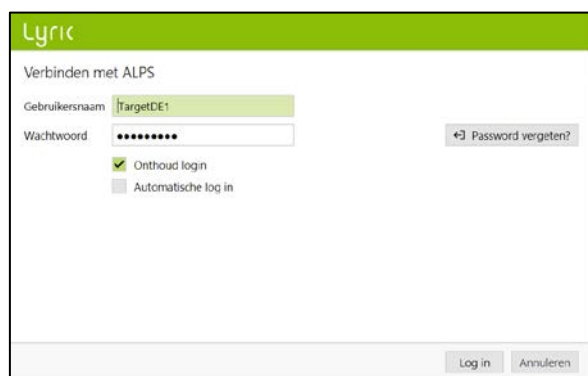 Lyric
Verbinden met ALPS
Gebruikersnaam TargetDE1
Wachtwoord ●●●●●●●●● Password vergeten?
Onthoud login
Automatische log in
Log in Annuleren